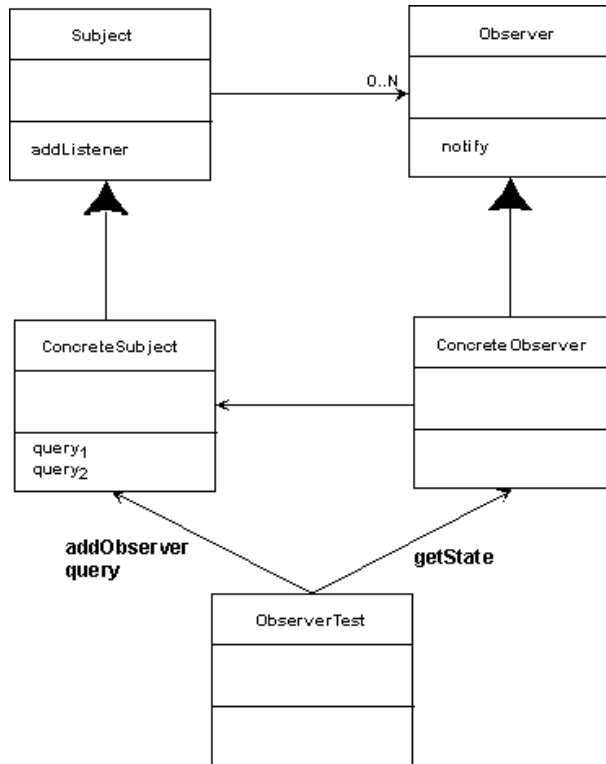 Subject
Observer
0..N
addListener
notify
ConcreteSubject
ConcreteObserver
query1
query2
addObserver
query
getState
ObserverTest